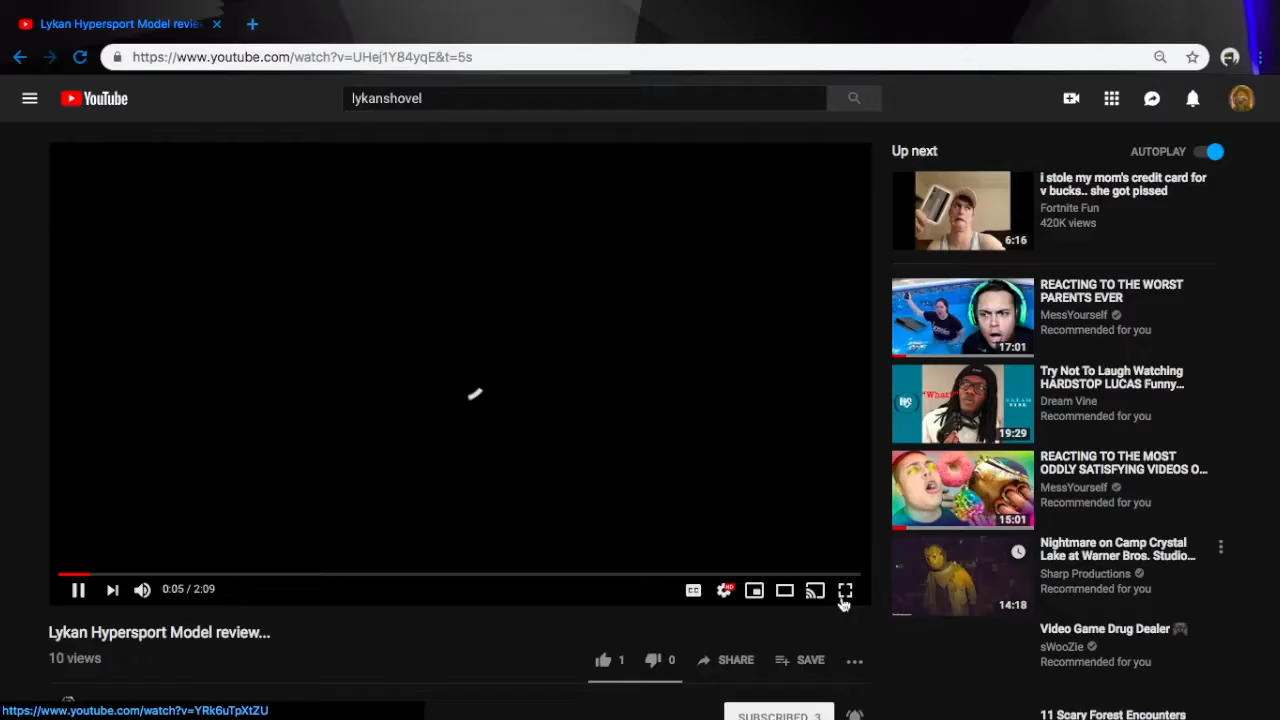 Lykan Hypersport Model revie
https://www.youtube.com/watch?v=UHej1Y84yqE&t=5s
YouTube
lykanshovel
Up next
AUTOPLAY
i stole my mom's credit card for
v bucks.. she got pissed
Fortnite Fun
420K views
6:16
REACTING TO THE WORST
PARENTS EVER
MessYourself
Recommended for you
17:01
Try Not To Laugh Watching
HARDSTOP LUCAS Funny...
Dream Vine
Recommended for you
"What?"
DREAM
VINE
19:29
REACTING TO THE MOST
ODDLY SATISFYING VIDEOS O...
MessYourself
Recommended for you
15:01
Nightmare on Camp Crystal
Lake at Warner Bros. Studio...
Sharp Productions
Recommended for you
14:18
Video Game Drug Dealer
sWooZie
Recommended for you
11 Scary Forest Encounters
0:05 / 2:09
CC
HD
Lykan Hypersport Model review...
10 views
1
0
SHARE
SAVE
SUBSCRIBED 3
https://www.youtube.com/watch?v=YRk6uTpXtZU